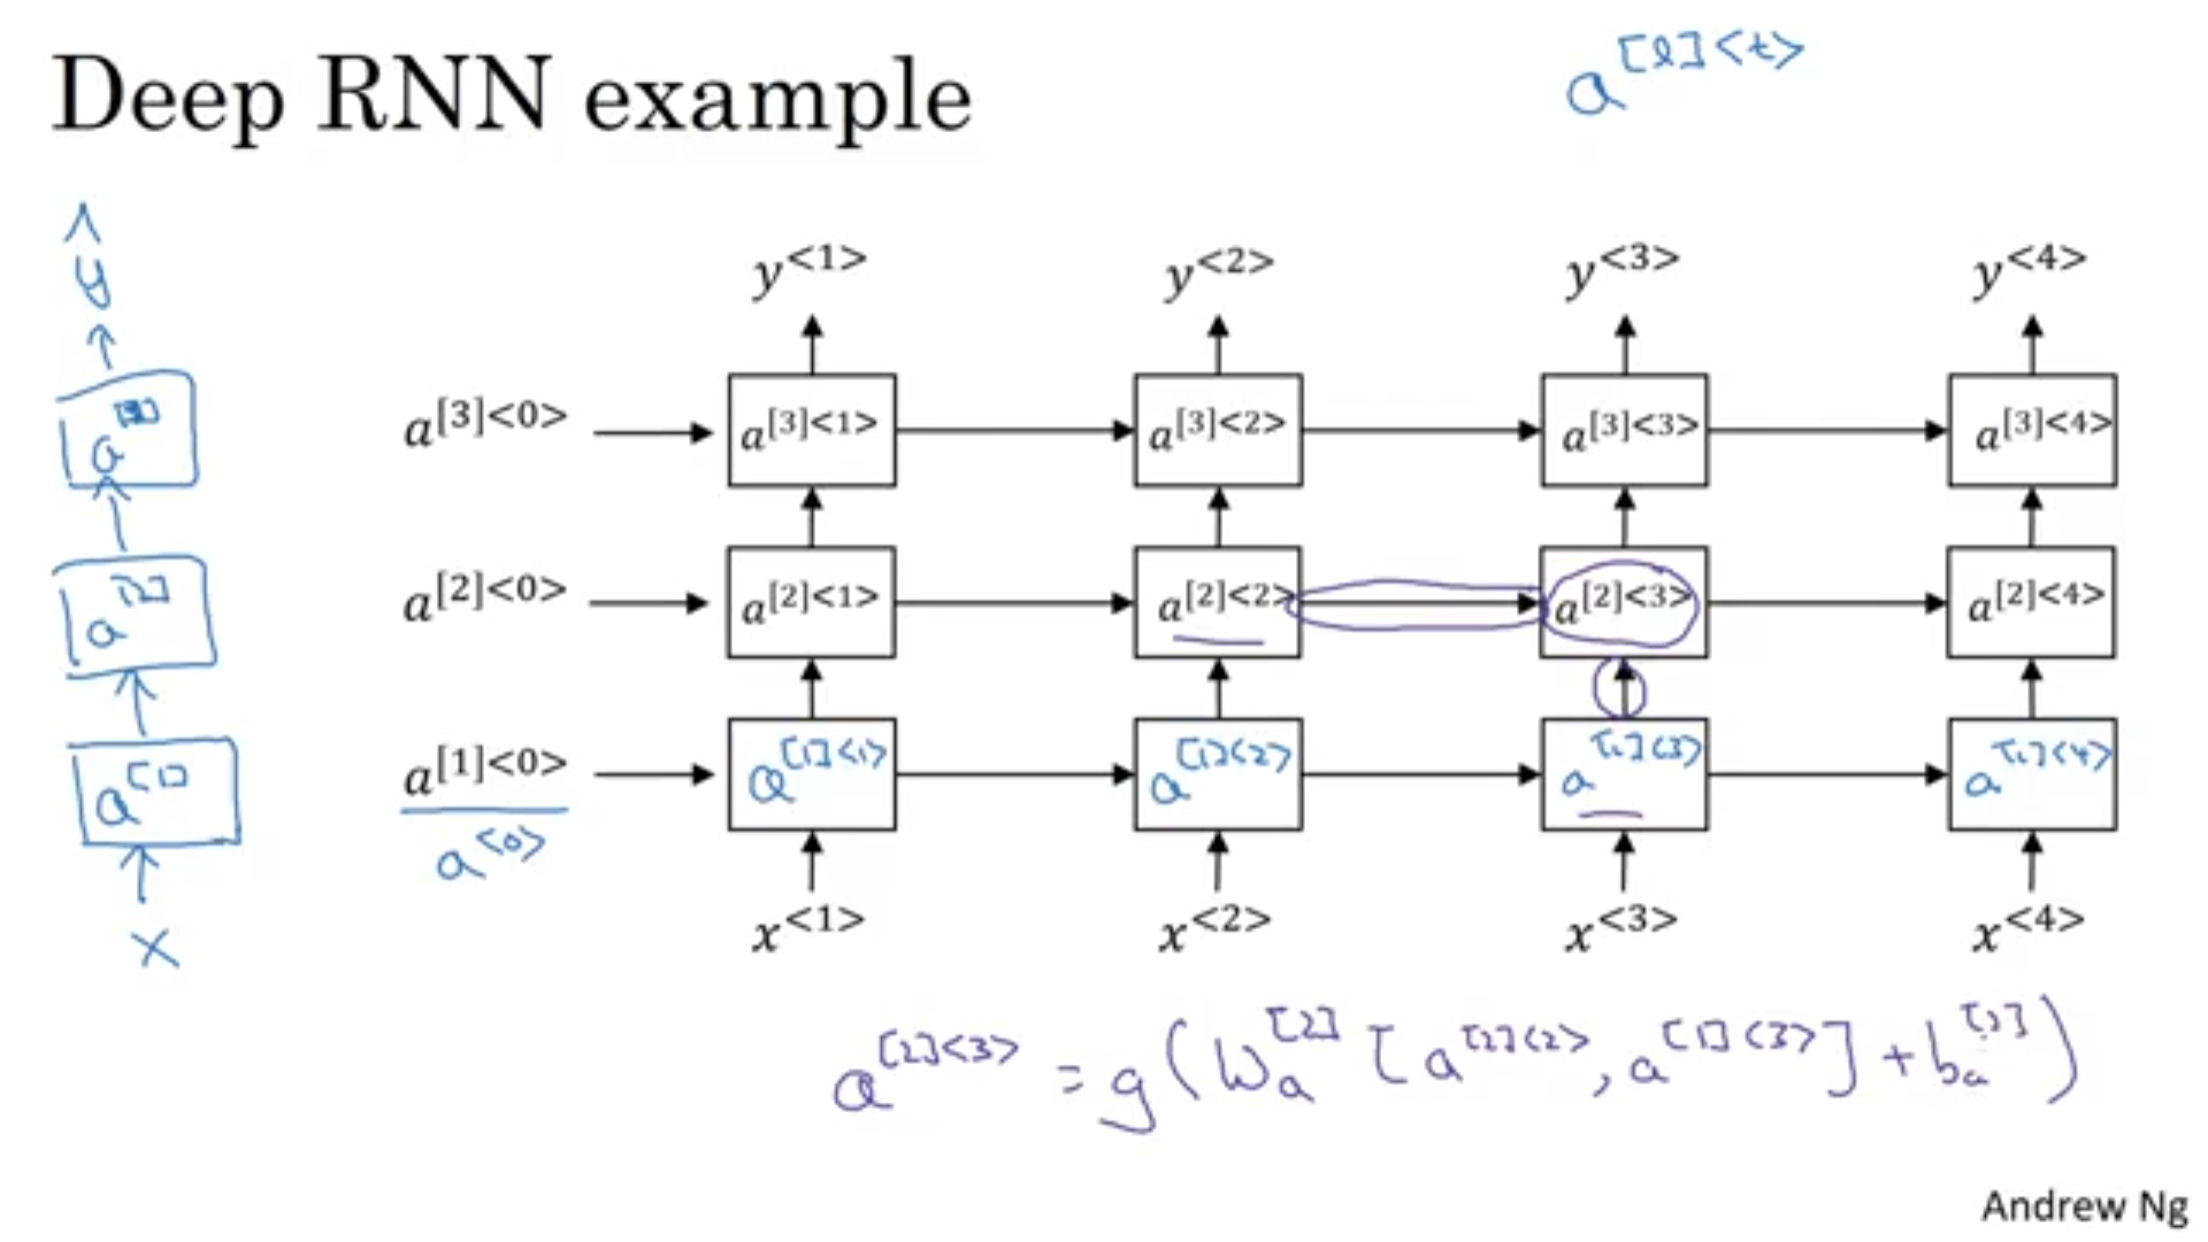 Deep RNN example
a^[l]<t>
ŷ
y^<1> y^<2> y^<3> y^<4>
a^[3]<0> a^[3]<1> a^[3]<2> a^[3]<3> a^[3]<4>
a
a^[2]
a^[2]<0> a^[2]<1> a^[2]<2> a^[2]<3> a^[2]<4>
a^[1]
a^[1]<0> a^[1]<1> a^[1]<2> a^[1]<3> a^[1]<4>
a^<0>
x
x^<1> x^<2> x^<3> x^<4>
a^[2]<3> = g(W_a^[2] [a^[2]<2>, a^[1]<3>] + b_a^[2])
Andrew Ng